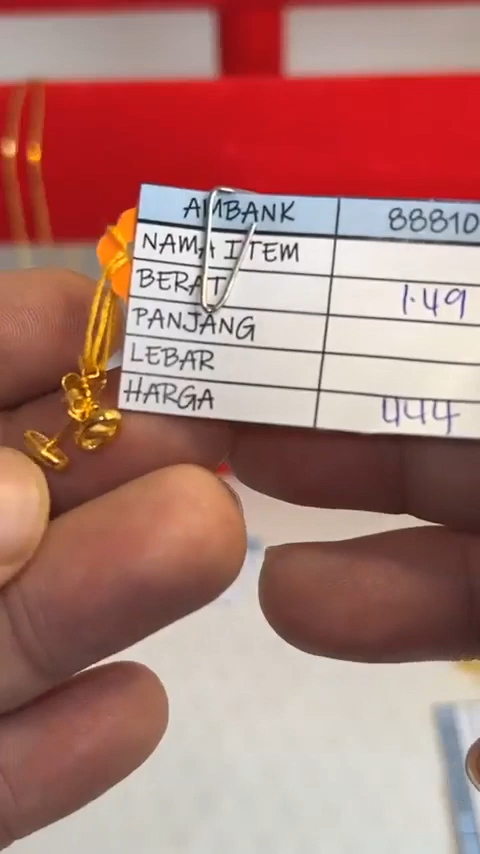 AMBANK 88810
NAMA ITEM
BERAT 1.49
PANJANG
LEBAR
HARGA 444